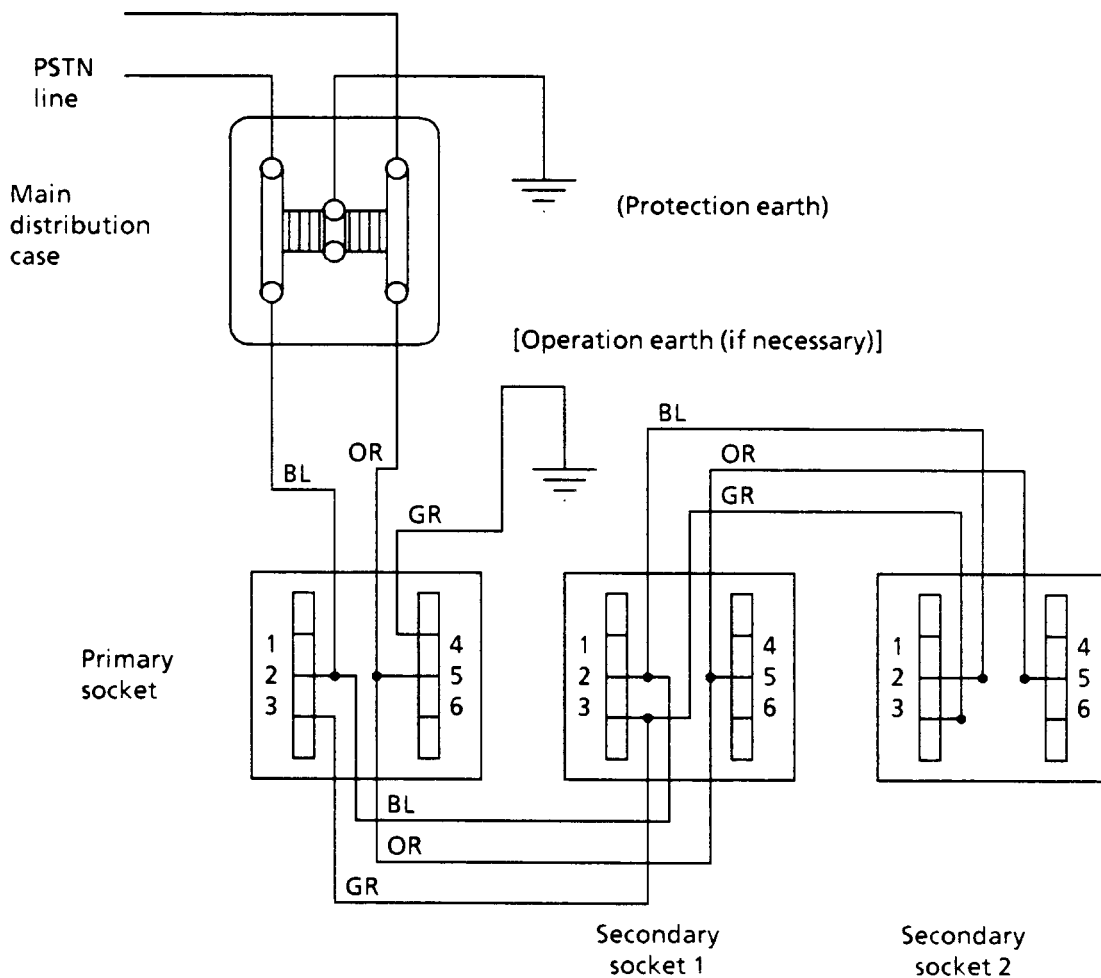 PSTN
line
Main
distribution
case
(Protection earth)
[Operation earth (if necessary)]
BL
OR
GR
BL
OR
GR
Primary
socket
1
2
3
4
5
6
1
2
3
4
5
6
1
2
3
4
5
6
BL
OR
GR
Secondary
socket 1
Secondary
socket 2